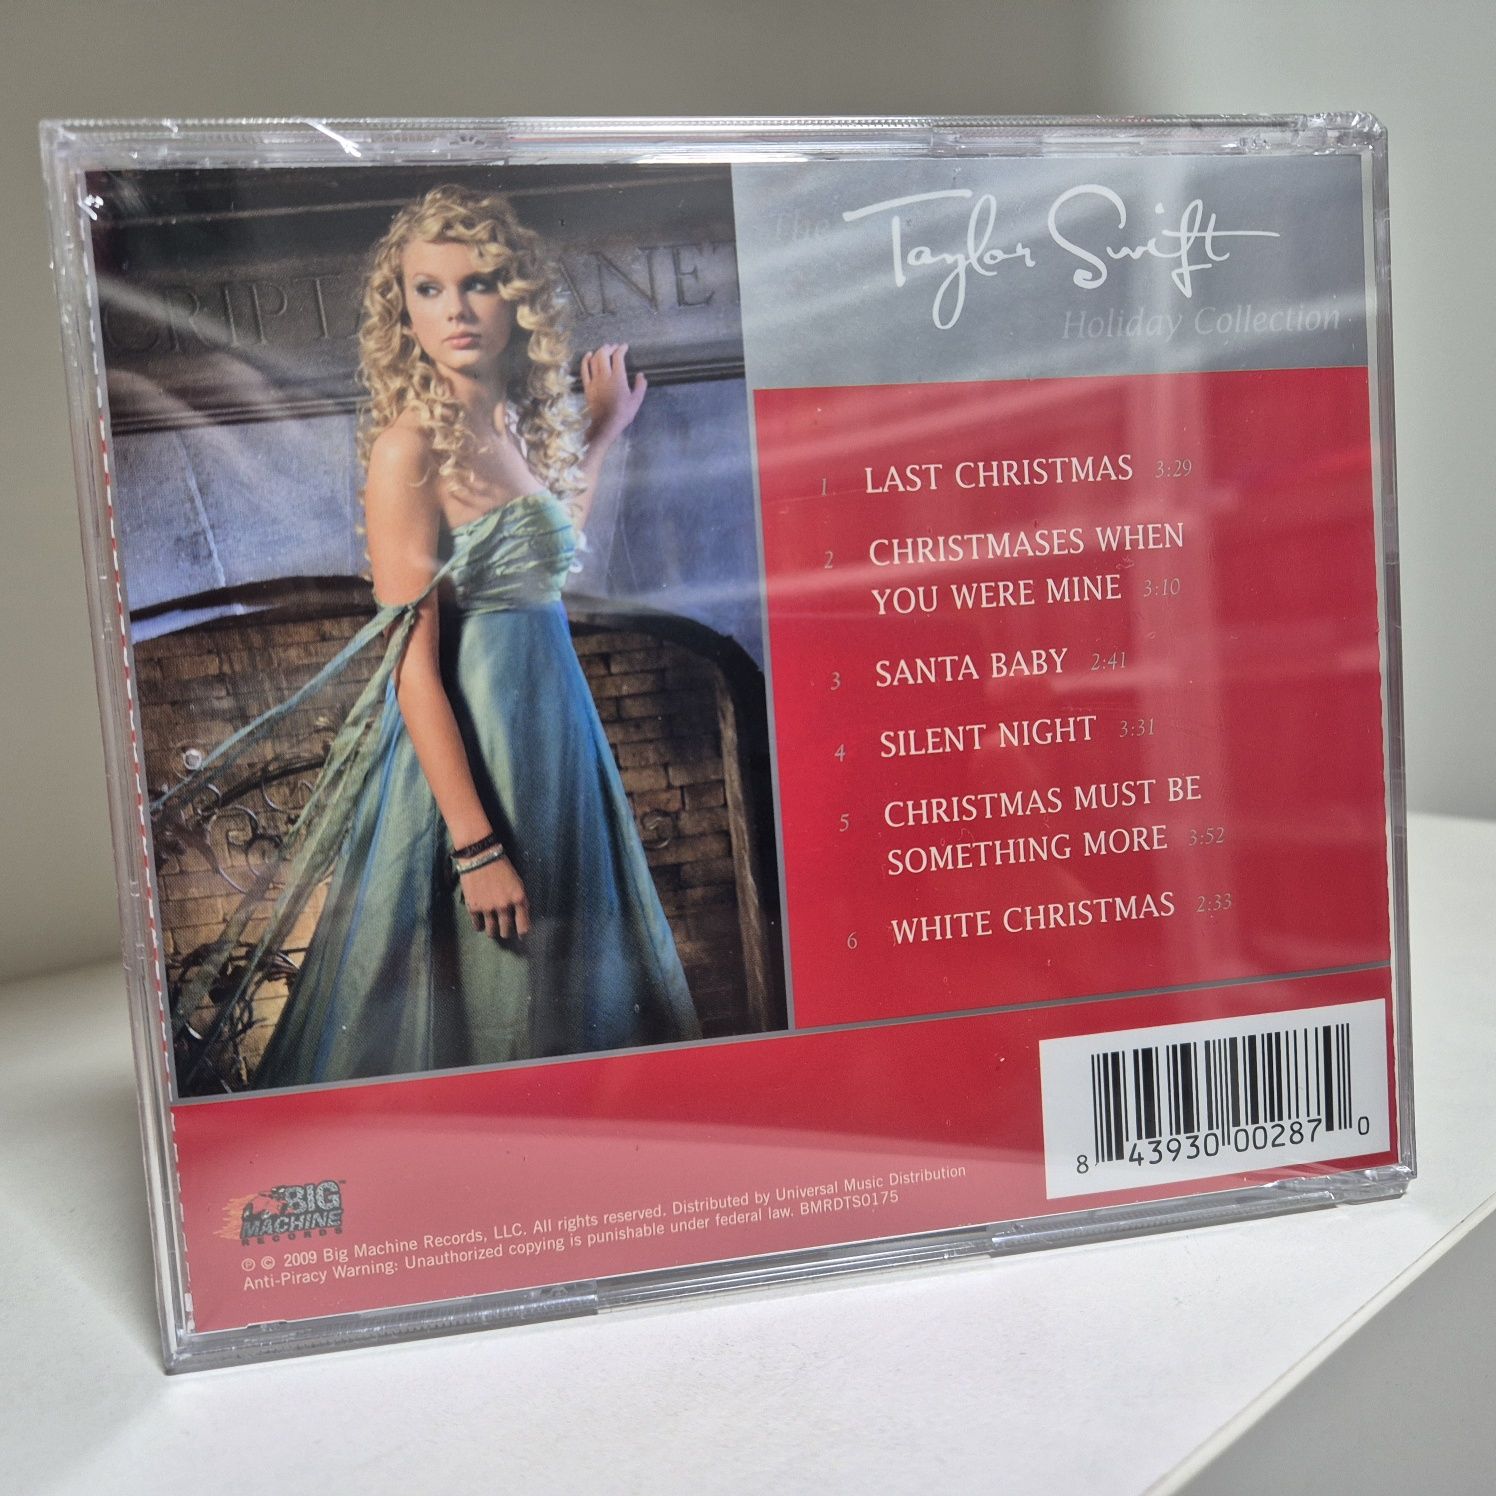 The
Taylor Swift
Holiday Collection
1 LAST CHRISTMAS 3:29
2 CHRISTMASES WHEN
YOU WERE MINE 3:10
3 SANTA BABY 2:41
4 SILENT NIGHT 3:31
5 CHRISTMAS MUST BE
SOMETHING MORE 3:52
6 WHITE CHRISTMAS 2:33
8 43930 00287 0
BIG
MACHINE
RECORDS
℗ © 2009 Big Machine Records, LLC. All rights reserved. Distributed by Universal Music Distribution
Anti-Piracy Warning: Unauthorized copying is punishable under federal law. BMRDTS0175